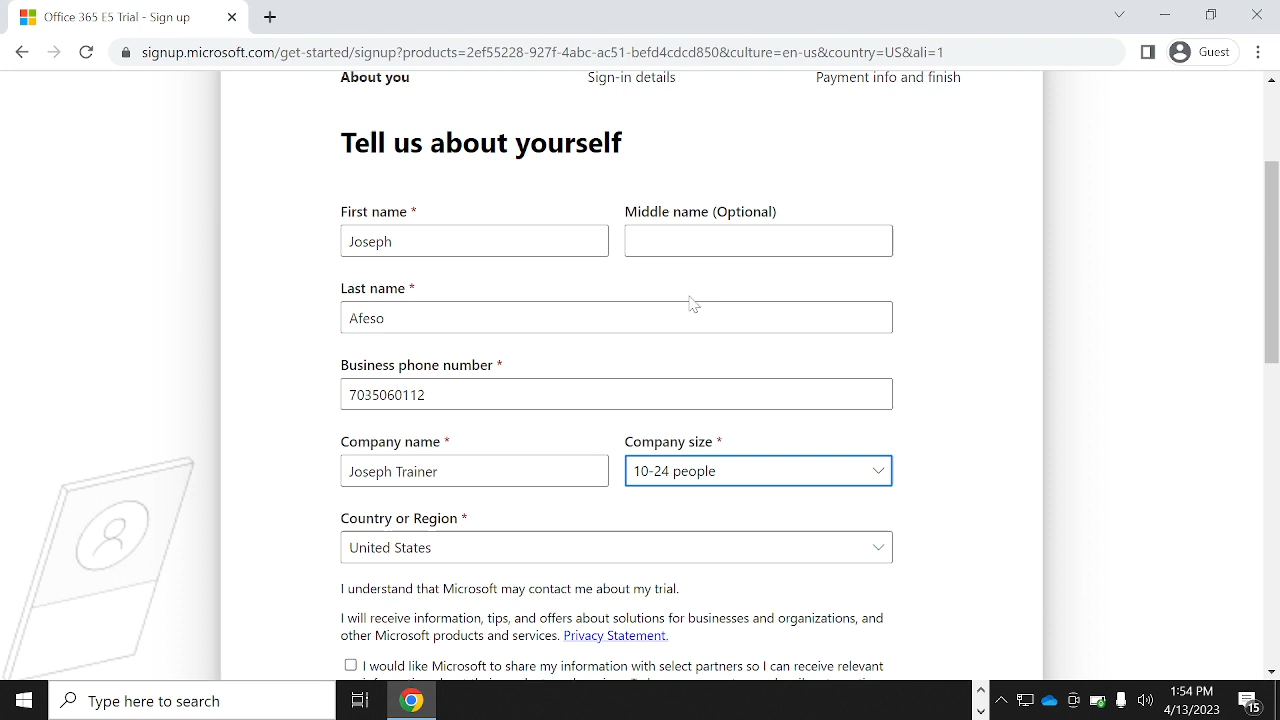 Office 365 E5 Trial - Sign up
signup.microsoft.com/get-started/signup?products=2ef55228-927f-4abc-ac51-befd4cdcd850&culture=en-us&country=US&ali=1
Guest
About you Sign-in details Payment info and finish
Tell us about yourself
First name * Middle name (Optional)
Joseph
Last name *
Afeso
Business phone number *
7035060112
Company name * Company size *
Joseph Trainer 10-24 people
Country or Region *
United States
I understand that Microsoft may contact me about my trial.
I will receive information, tips, and offers about solutions for businesses and organizations, and
other Microsoft products and services. Privacy Statement.
I would like Microsoft to share my information with select partners so I can receive relevant
Type here to search
1:54 PM
4/13/2023
15